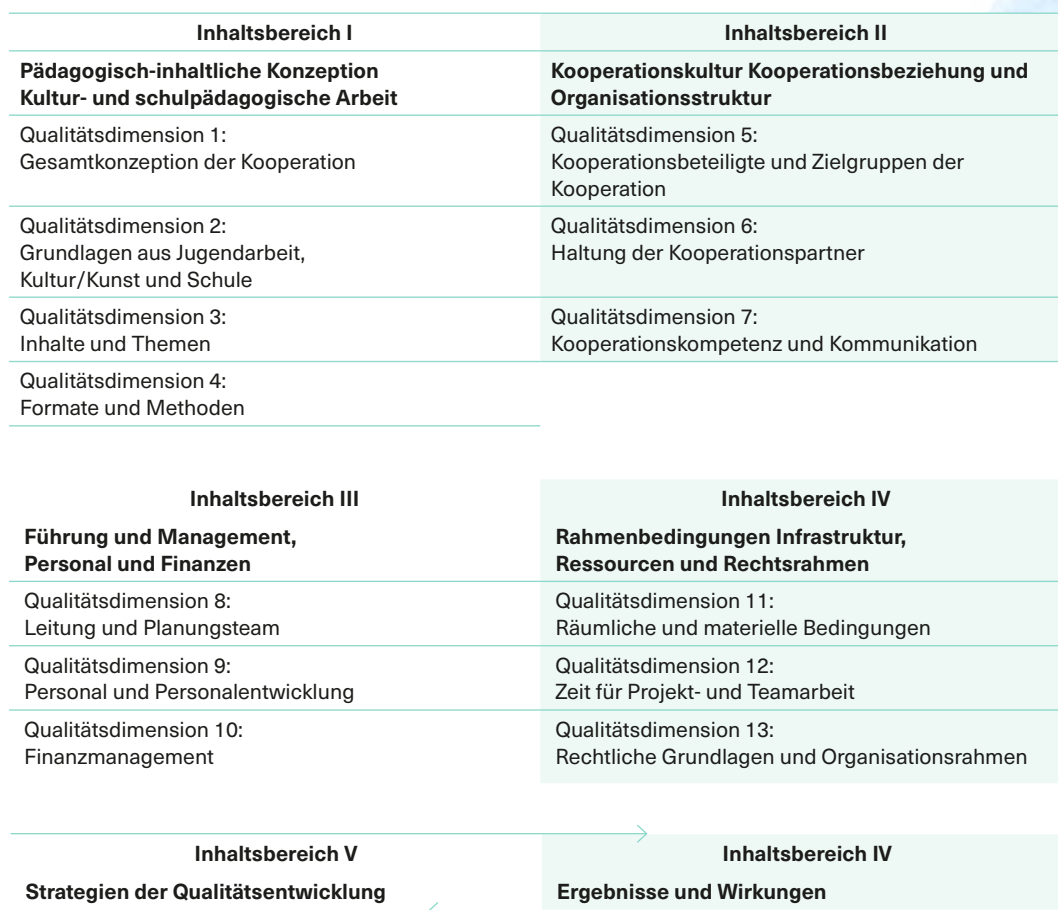 Inhaltsbereich I
Pädagogisch-inhaltliche Konzeption
Kultur- und schulpädagogische Arbeit
Qualitätsdimension 1:
Gesamtkonzeption der Kooperation
Qualitätsdimension 2:
Grundlagen aus Jugendarbeit,
Kultur/Kunst und Schule
Qualitätsdimension 3:
Inhalte und Themen
Qualitätsdimension 4:
Formate und Methoden
Inhaltsbereich II
Kooperationskultur Kooperationsbeziehung und
Organisationsstruktur
Qualitätsdimension 5:
Kooperationsbeteiligte und Zielgruppen der
Kooperation
Qualitätsdimension 6:
Haltung der Kooperationspartner
Qualitätsdimension 7:
Kooperationskompetenz und Kommunikation
Inhaltsbereich III
Führung und Management,
Personal und Finanzen
Qualitätsdimension 8:
Leitung und Planungsteam
Qualitätsdimension 9:
Personal und Personalentwicklung
Qualitätsdimension 10:
Finanzmanagement
Inhaltsbereich IV
Rahmenbedingungen Infrastruktur,
Ressourcen und Rechtsrahmen
Qualitätsdimension 11:
Räumliche und materielle Bedingungen
Qualitätsdimension 12:
Zeit für Projekt- und Teamarbeit
Qualitätsdimension 13:
Rechtliche Grundlagen und Organisationsrahmen
Inhaltsbereich V
Strategien der Qualitätsentwicklung
Inhaltsbereich IV
Ergebnisse und Wirkungen